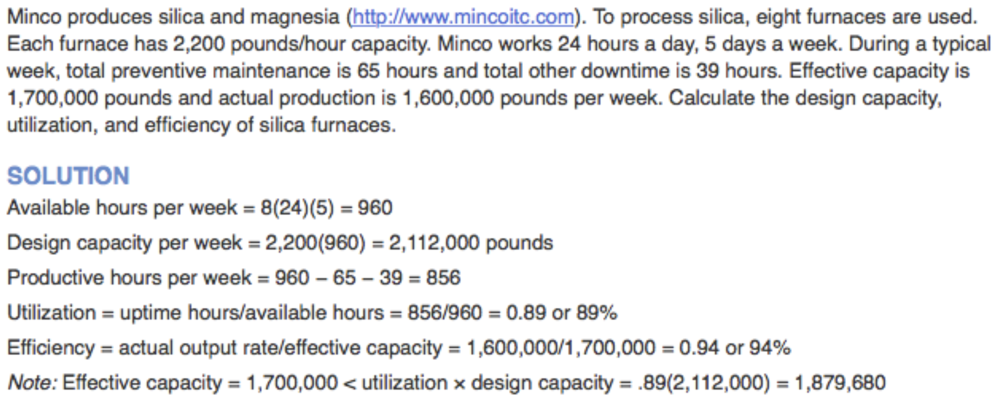 Minco produces silica and magnesia (http://www.mincoitc.com). To process silica, eight furnaces are used.
Each furnace has 2,200 pounds/hour capacity. Minco works 24 hours a day, 5 days a week. During a typical
week, total preventive maintenance is 65 hours and total other downtime is 39 hours. Effective capacity is
1,700,000 pounds and actual production is 1,600,000 pounds per week. Calculate the design capacity,
utilization, and efficiency of silica furnaces.
SOLUTION
Available hours per week = 8(24)(5) = 960
Design capacity per week = 2,200(960) = 2,112,000 pounds
Productive hours per week = 960 – 65 – 39 = 856
Utilization = uptime hours/available hours = 856/960 = 0.89 or 89%
Efficiency = actual output rate/effective capacity = 1,600,000/1,700,000 = 0.94 or 94%
Note: Effective capacity = 1,700,000 < utilization × design capacity = .89(2,112,000) = 1,879,680